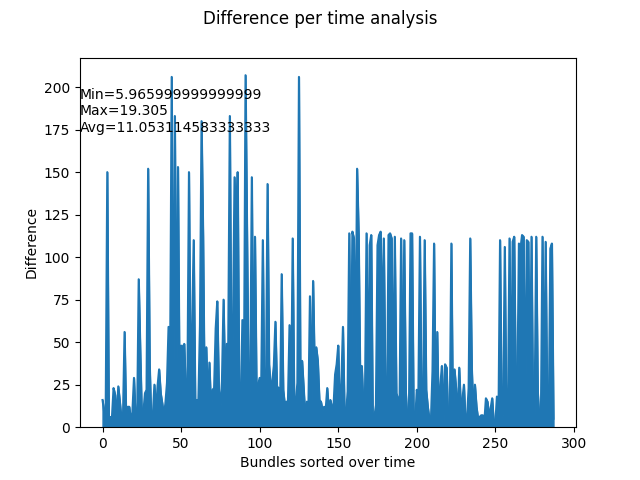 Difference per time analysis
200
175
150
125
100
75
50
25
0
Min=5.965999999999999
Max=19.305
Avg=11.053114583333333
Difference
0
50
100
150
200
250
300
Bundles sorted over time